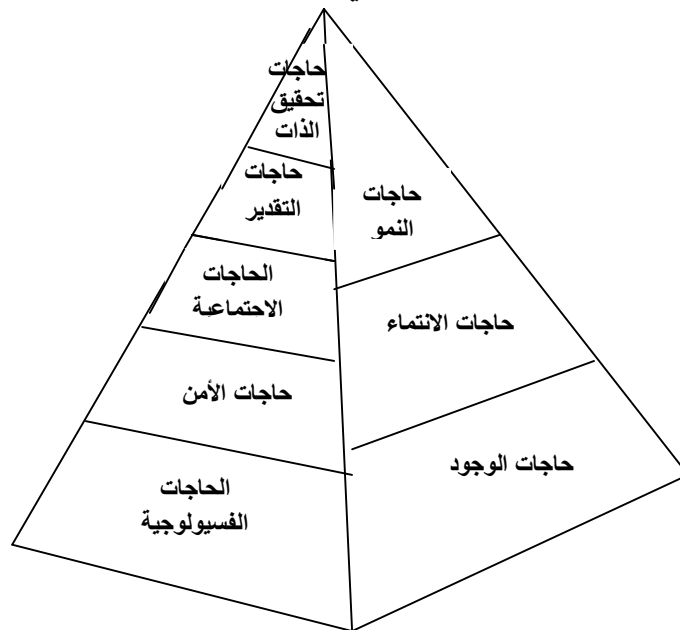 حاجات
تحقيق
الذات
حاجات
التقدير
حاجات
النمو
الحاجات
الاجتماعية
حاجات الانتماء
حاجات الأمن
حاجات الوجود
الحاجات
الفسيولوجية